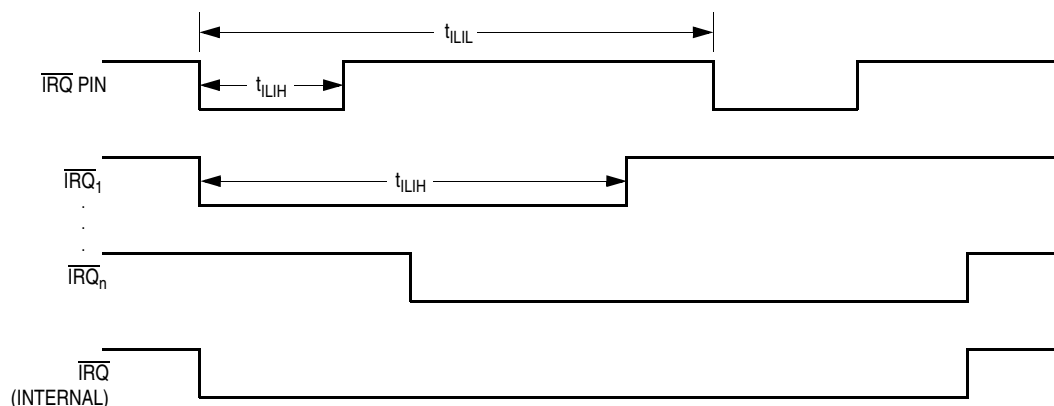 tILIL
IRQ PIN
tILIH
IRQ1
tILIH
.
.
.
IRQn
IRQ
(INTERNAL)